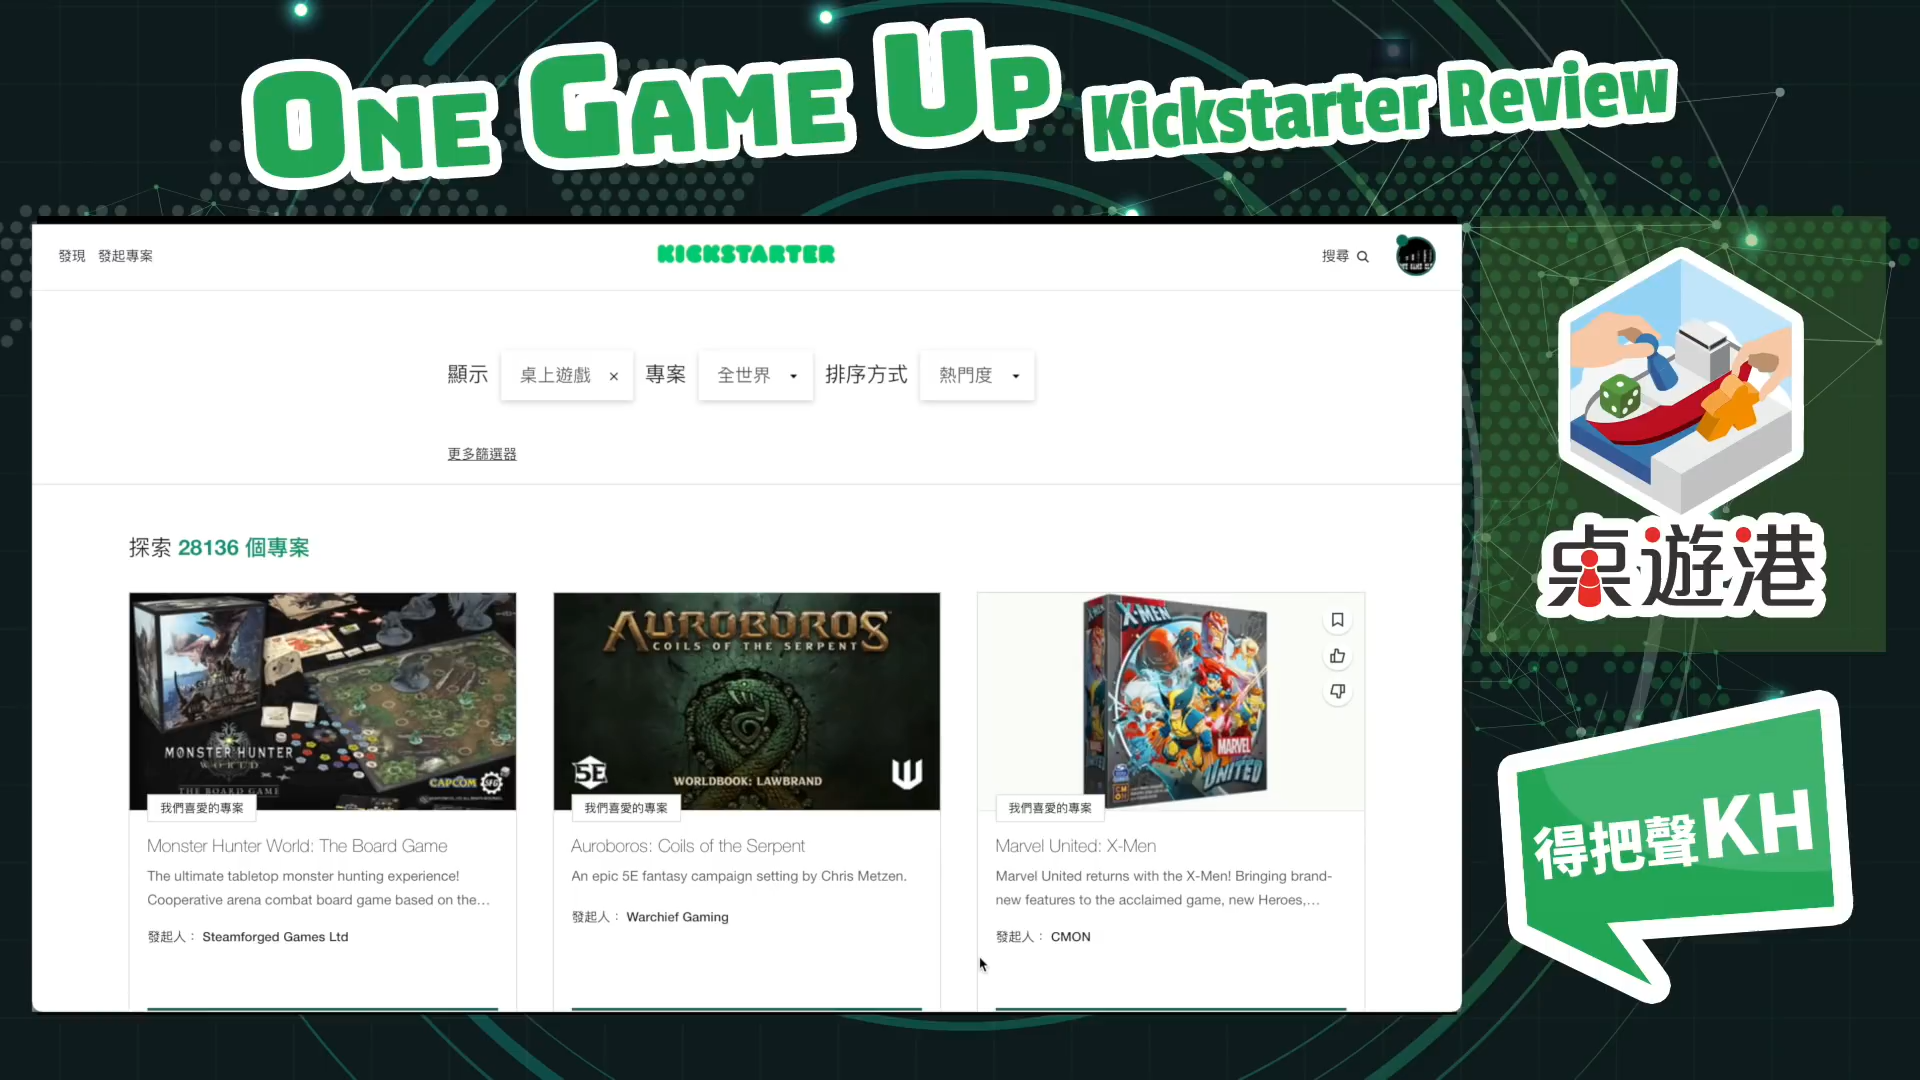 ONE GAME UP Kickstarter Review
發現 發起專案
KICKSTARTER
搜尋
顯示 桌上遊戲 × 專案 全世界 排序方式 熱門度
更多篩選器
探索 28136 個專案
MONSTER HUNTER
WORLD
THE BOARD GAME
CAPCOM SFG
我們喜愛的專案
Monster Hunter World: The Board Game
The ultimate tabletop monster hunting experience!
Cooperative arena combat board game based on the…
發起人： Steamforged Games Ltd
AUROBOROS
COILS OF THE SERPENT
5E
WORLDBOOK: LAWBRAND
W
我們喜愛的專案
Auroboros: Coils of the Serpent
An epic 5E fantasy campaign setting by Chris Metzen.
發起人： Warchief Gaming
X-MEN
MARVEL
UNITED
CMON
我們喜愛的專案
Marvel United: X-Men
Marvel United returns with the X-Men! Bringing brand-
new features to the acclaimed game, new Heroes,…
發起人： CMON
桌遊港
得把聲KH